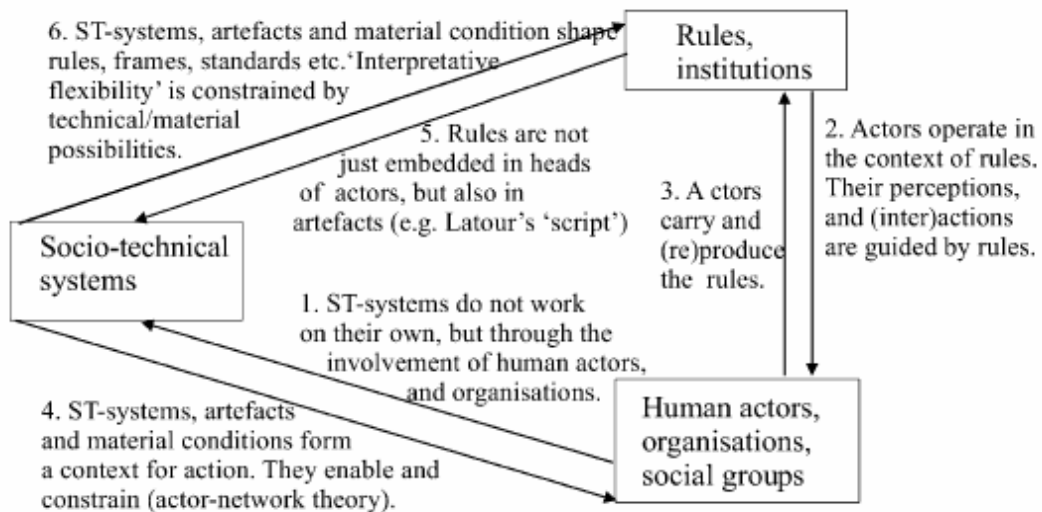 6. ST-systems, artefacts and material condition shape
rules, frames, standards etc.‘Interpretative
flexibility’ is constrained by
technical/material
possibilitics.
Rules,
institutions
5. Rules are not
just embedded in heads
of actors, but also in
artefacts (e.g. Latour’s ‘script’)
2. Actors operate in
the context of rules.
Their perceptions,
and (inter)actions
are guided by rules.
3. A ctors
carry and
(re)produce
the rules.
Socio-technical
systems
1. ST-systems do not work
on their own, but through the
involvement of human actors,
and organisations.
4. ST-systems, artefacts
and material conditions form
a context for action. They enable and
constrain (actor-network theory).
Human actors,
organisations,
social groups